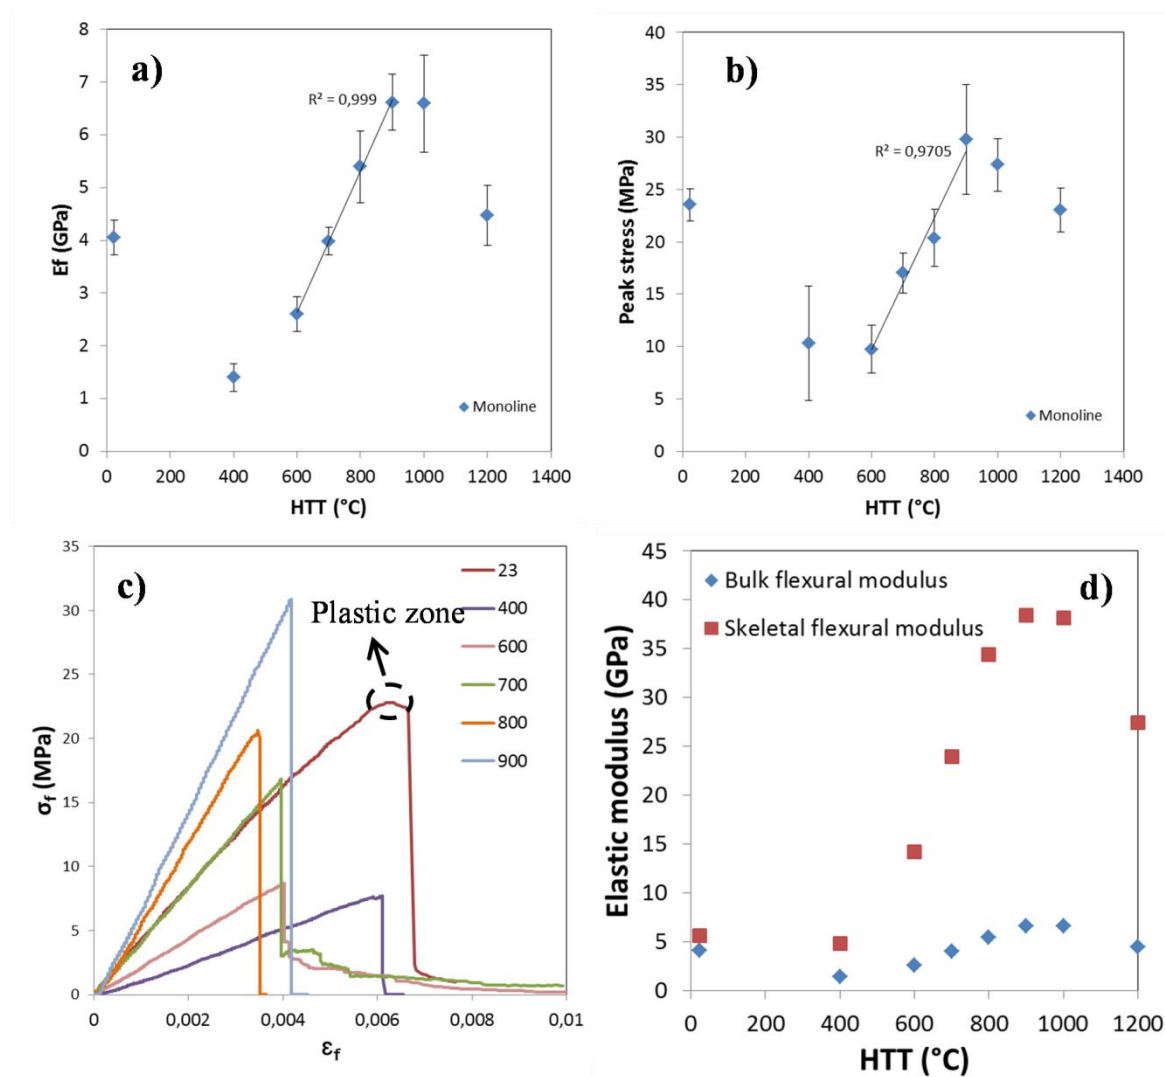 a)
8
7
6
5
4
3
2
1
0
Ef (GPa)
R² = 0,999
Monoline
0 200 400 600 800 1000 1200 1400
HTT (°C)
b)
40
35
30
25
20
15
10
5
0
Peak stress (MPa)
R² = 0,9705
Monoline
0 200 400 600 800 1000 1200 1400
HTT (°C)
c)
35
30
25
20
15
10
5
0
σf (MPa)
Plastic zone
23
400
600
700
800
900
0 0,002 0,004 0,006 0,008 0,01
εf
d)
45
40
35
30
25
20
15
10
5
0
Elastic modulus (GPa)
Bulk flexural modulus
Skeletal flexural modulus
0 200 400 600 800 1000 1200
HTT (°C)